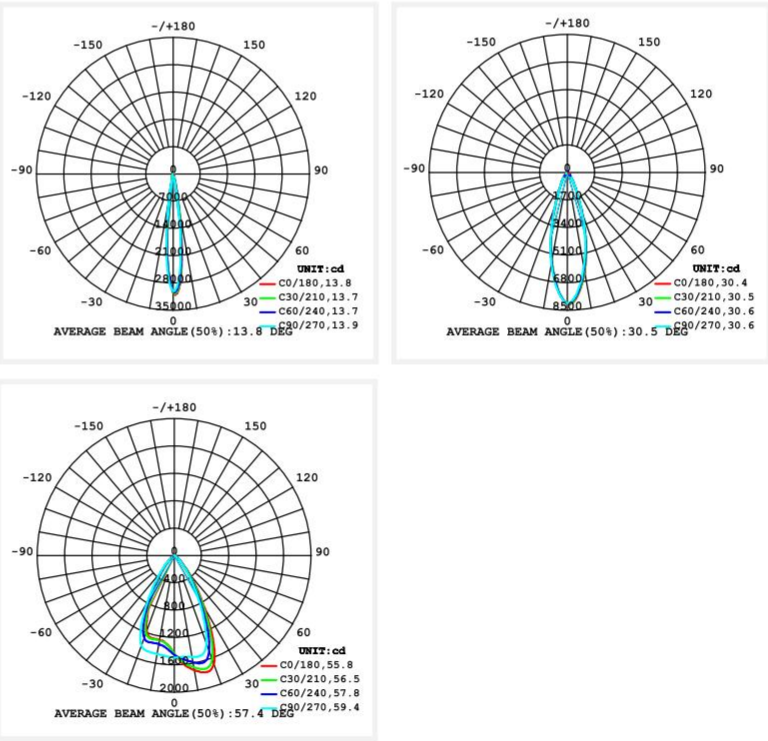 -/+180
-150 150
-120 120
-90 0 90
7000
14000
-60 21000 60
UNIT:cd
28000
C0/180,13.8
-30 30 C30/210,13.7
35000
C60/240,13.7
0
C90/270,13.9
AVERAGE BEAM ANGLE(50%):13.8 DEG
-/+180
-150 150
-120 120
-90 0 90
1700
3400
-60 5100 60
UNIT:cd
6800
C0/180,30.4
-30 30 C30/210,30.5
8500
C60/240,30.6
0
C90/270,30.6
AVERAGE BEAM ANGLE(50%):30.5 DEG
-/+180
-150 150
-120 120
-90 0 90
400
800
-60 1200 60
UNIT:cd
1600
C0/180,55.8
-30 30 C30/210,56.5
2000
C60/240,57.8
0
C90/270,59.4
AVERAGE BEAM ANGLE(50%):57.4 DEG